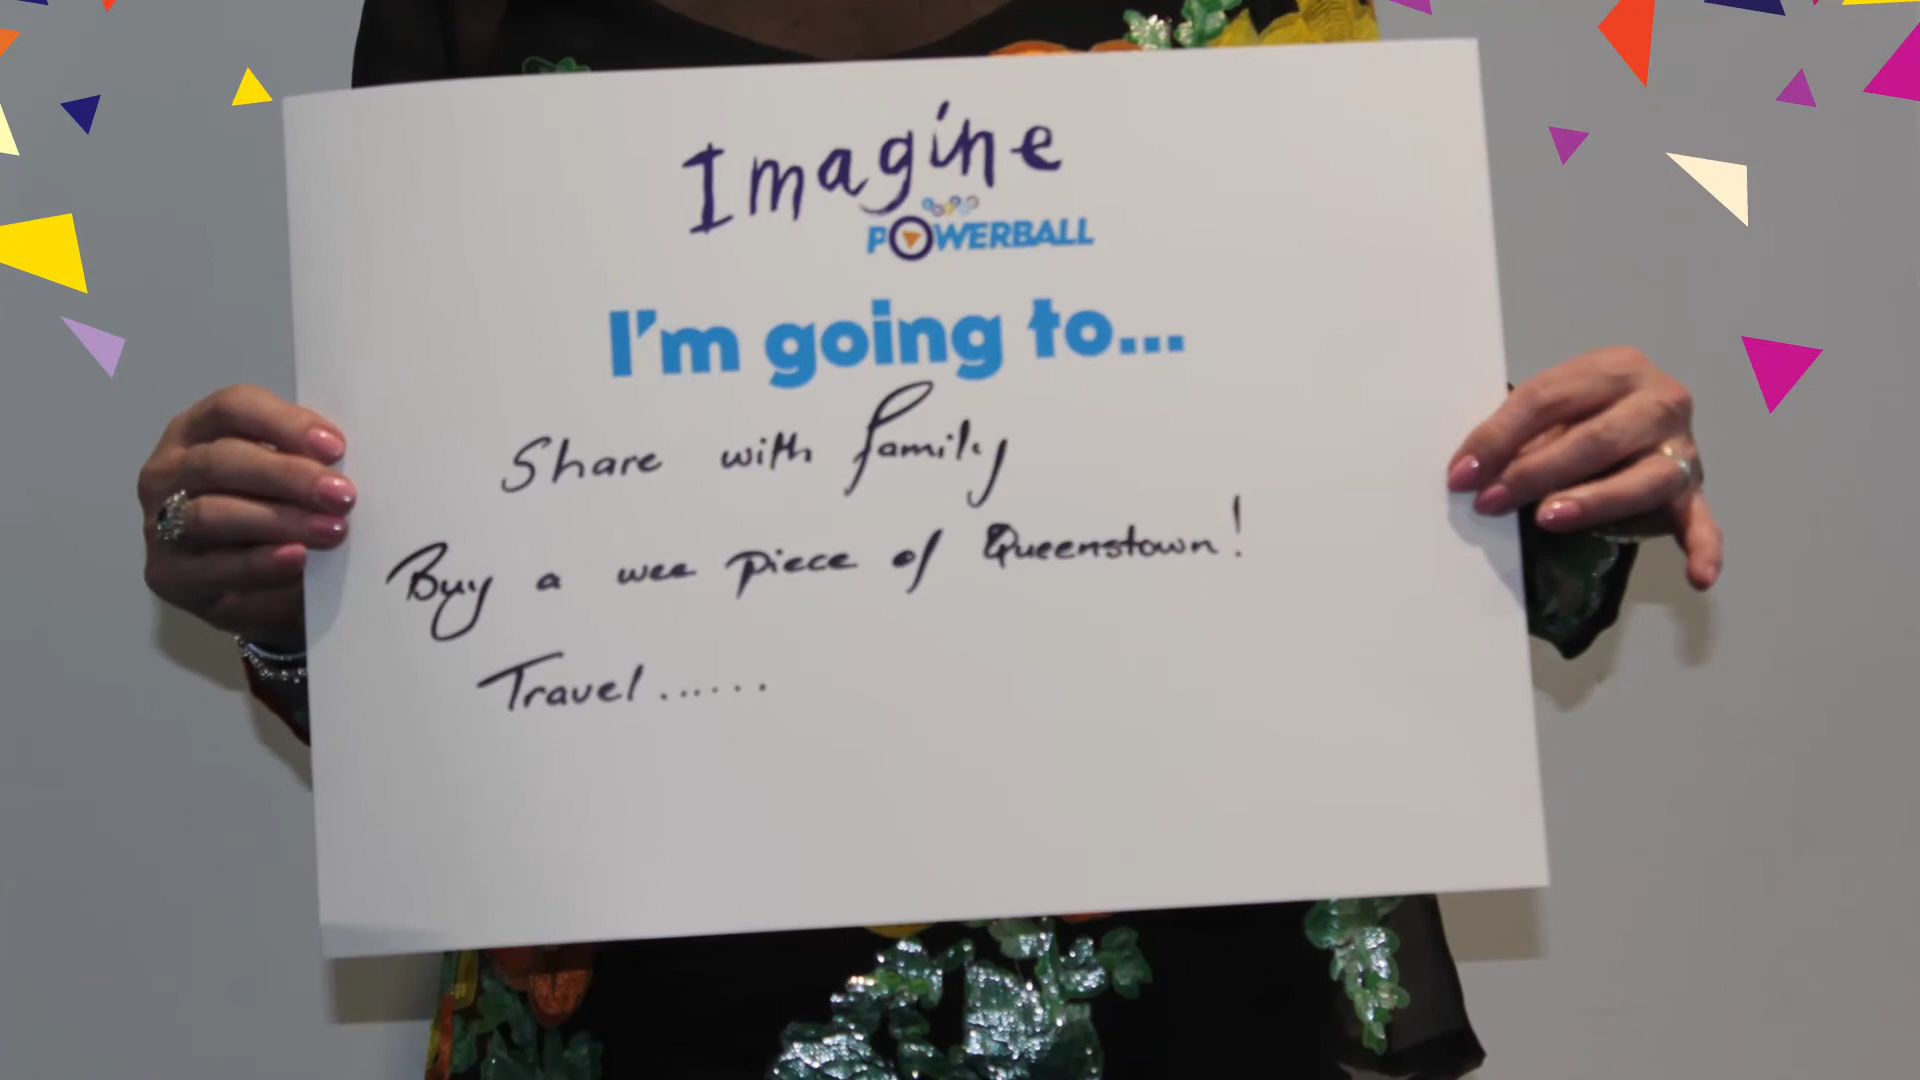 Imagine
POWERBALL
I'm going to...
Share with family
Buy a wee piece of Queenstown!
Travel......